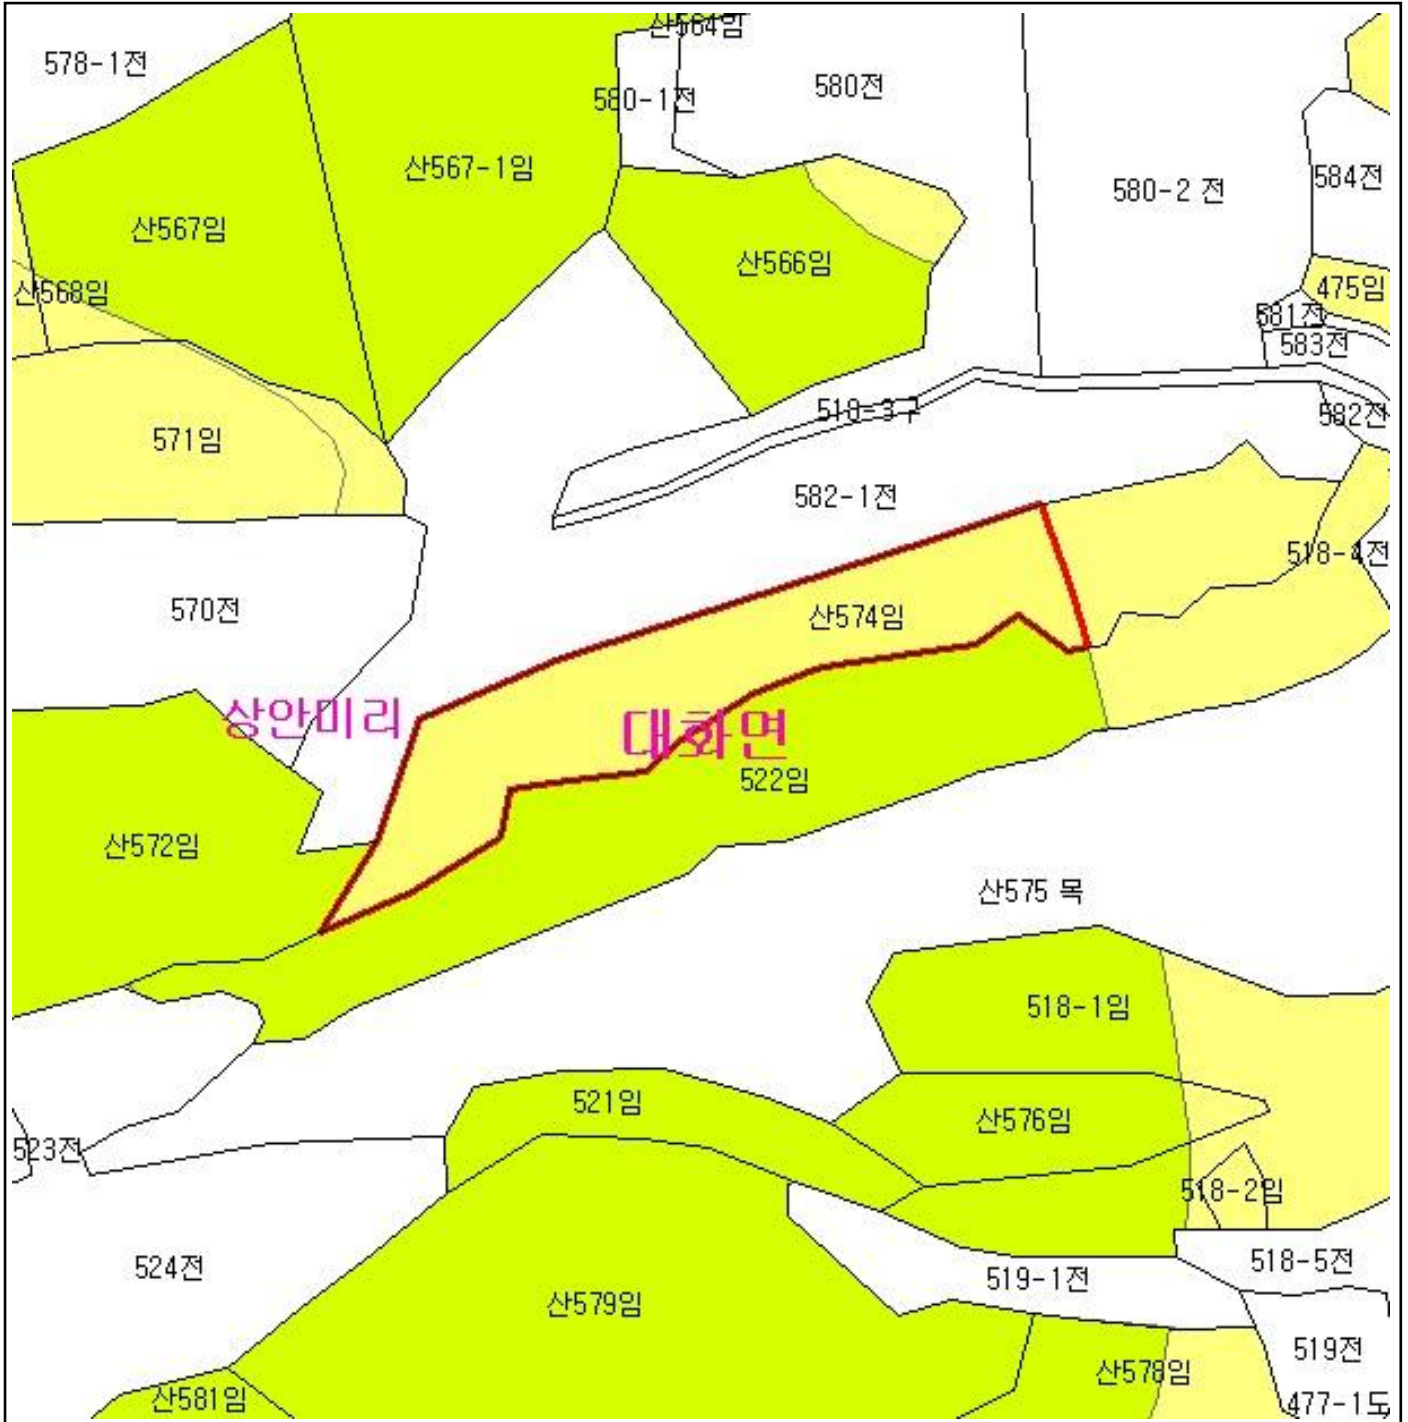 산564임
578-1전
580전
580-1전
산567-1임
584전
580-2 전
산567임
산566임
475임
산568임
581전
583전
518-3구
582전
571임
582-1전
518-4전
570전
산574임
상안미리
대화면
522임
산572임
산575 목
518-1임
521임
산576임
523전
518-2임
524전
518-5전
519-1전
산579임
519전
산578임
산581임
477-1도